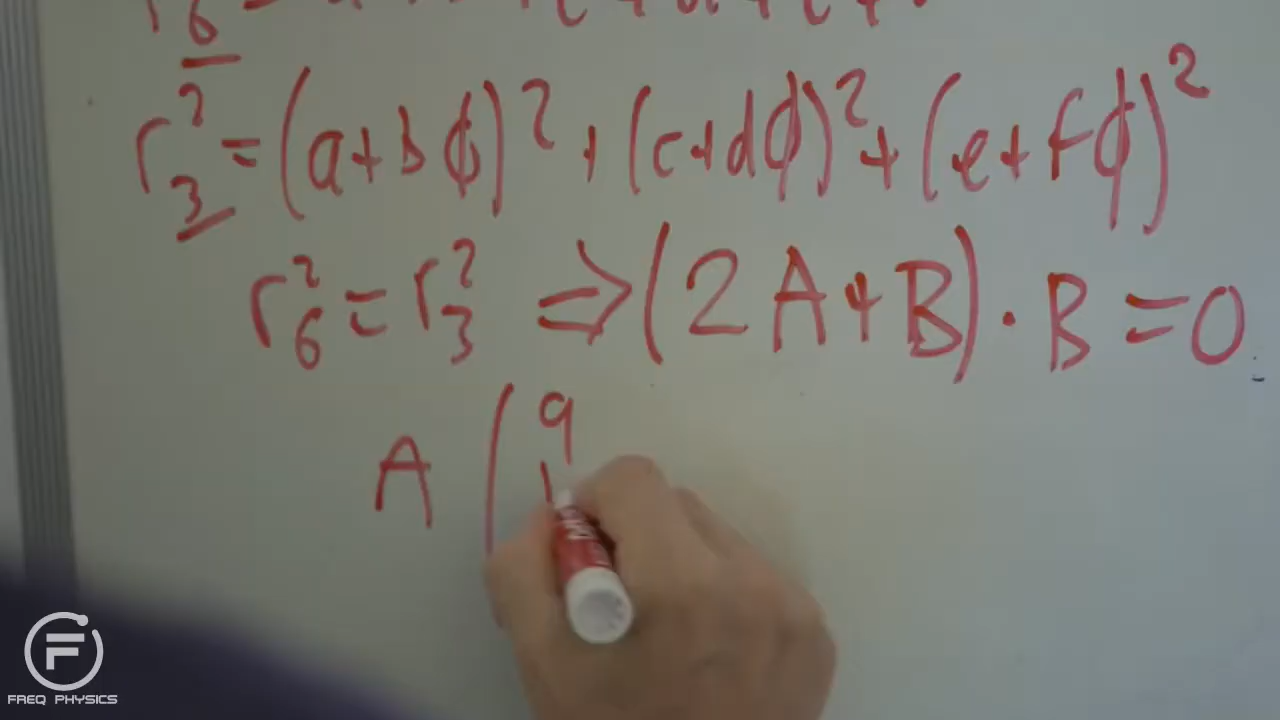 r₃² = (a+bϕ)² + (c+dϕ)² + (e+fϕ)²
r₆² = r₃² ⇒ (2A+B)·B=0
A ( a
FREQ PHYSICS